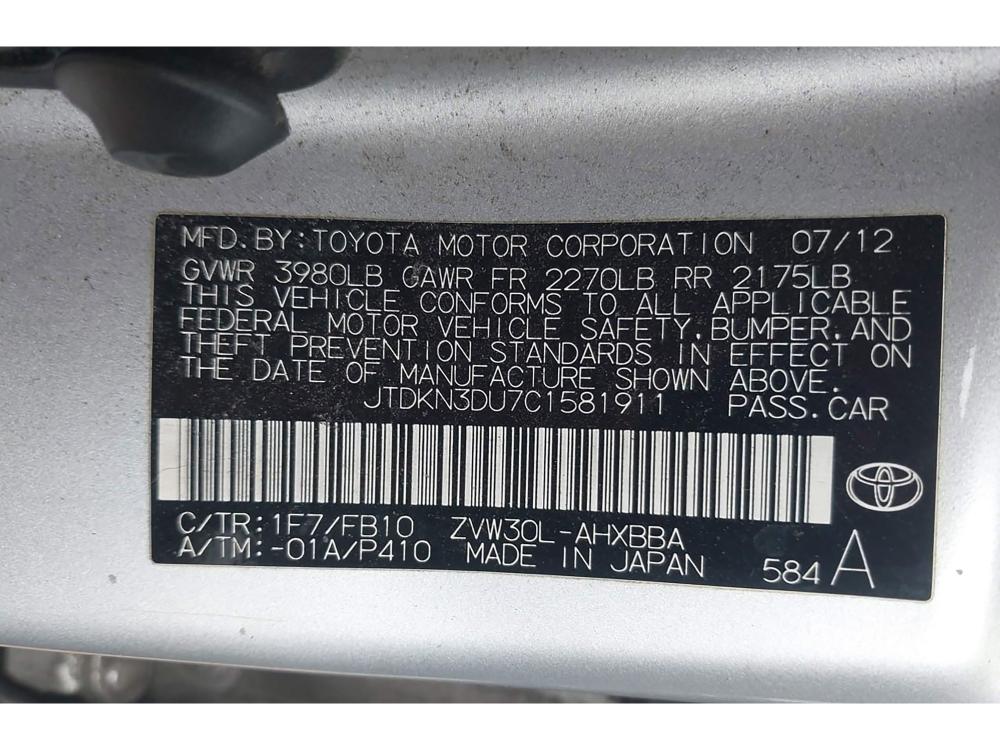 MFD. BY: TOYOTA MOTOR CORPORATION 07/12
GVWR 3980LB GAWR FR 2270LB RR 2175LB
THIS VEHICLE CONFORMS TO ALL APPLICABLE
FEDERAL MOTOR VEHICLE SAFETY, BUMPER, AND
THEFT PREVENTION STANDARDS IN EFFECT ON
THE DATE OF MANUFACTURE SHOWN ABOVE.
JTDKN3DU7C1581911 PASS. CAR
C/TR: 1F7/FB10 ZVW30L-AHXBBA
A/TM: -01A/P410 MADE IN JAPAN 584 A